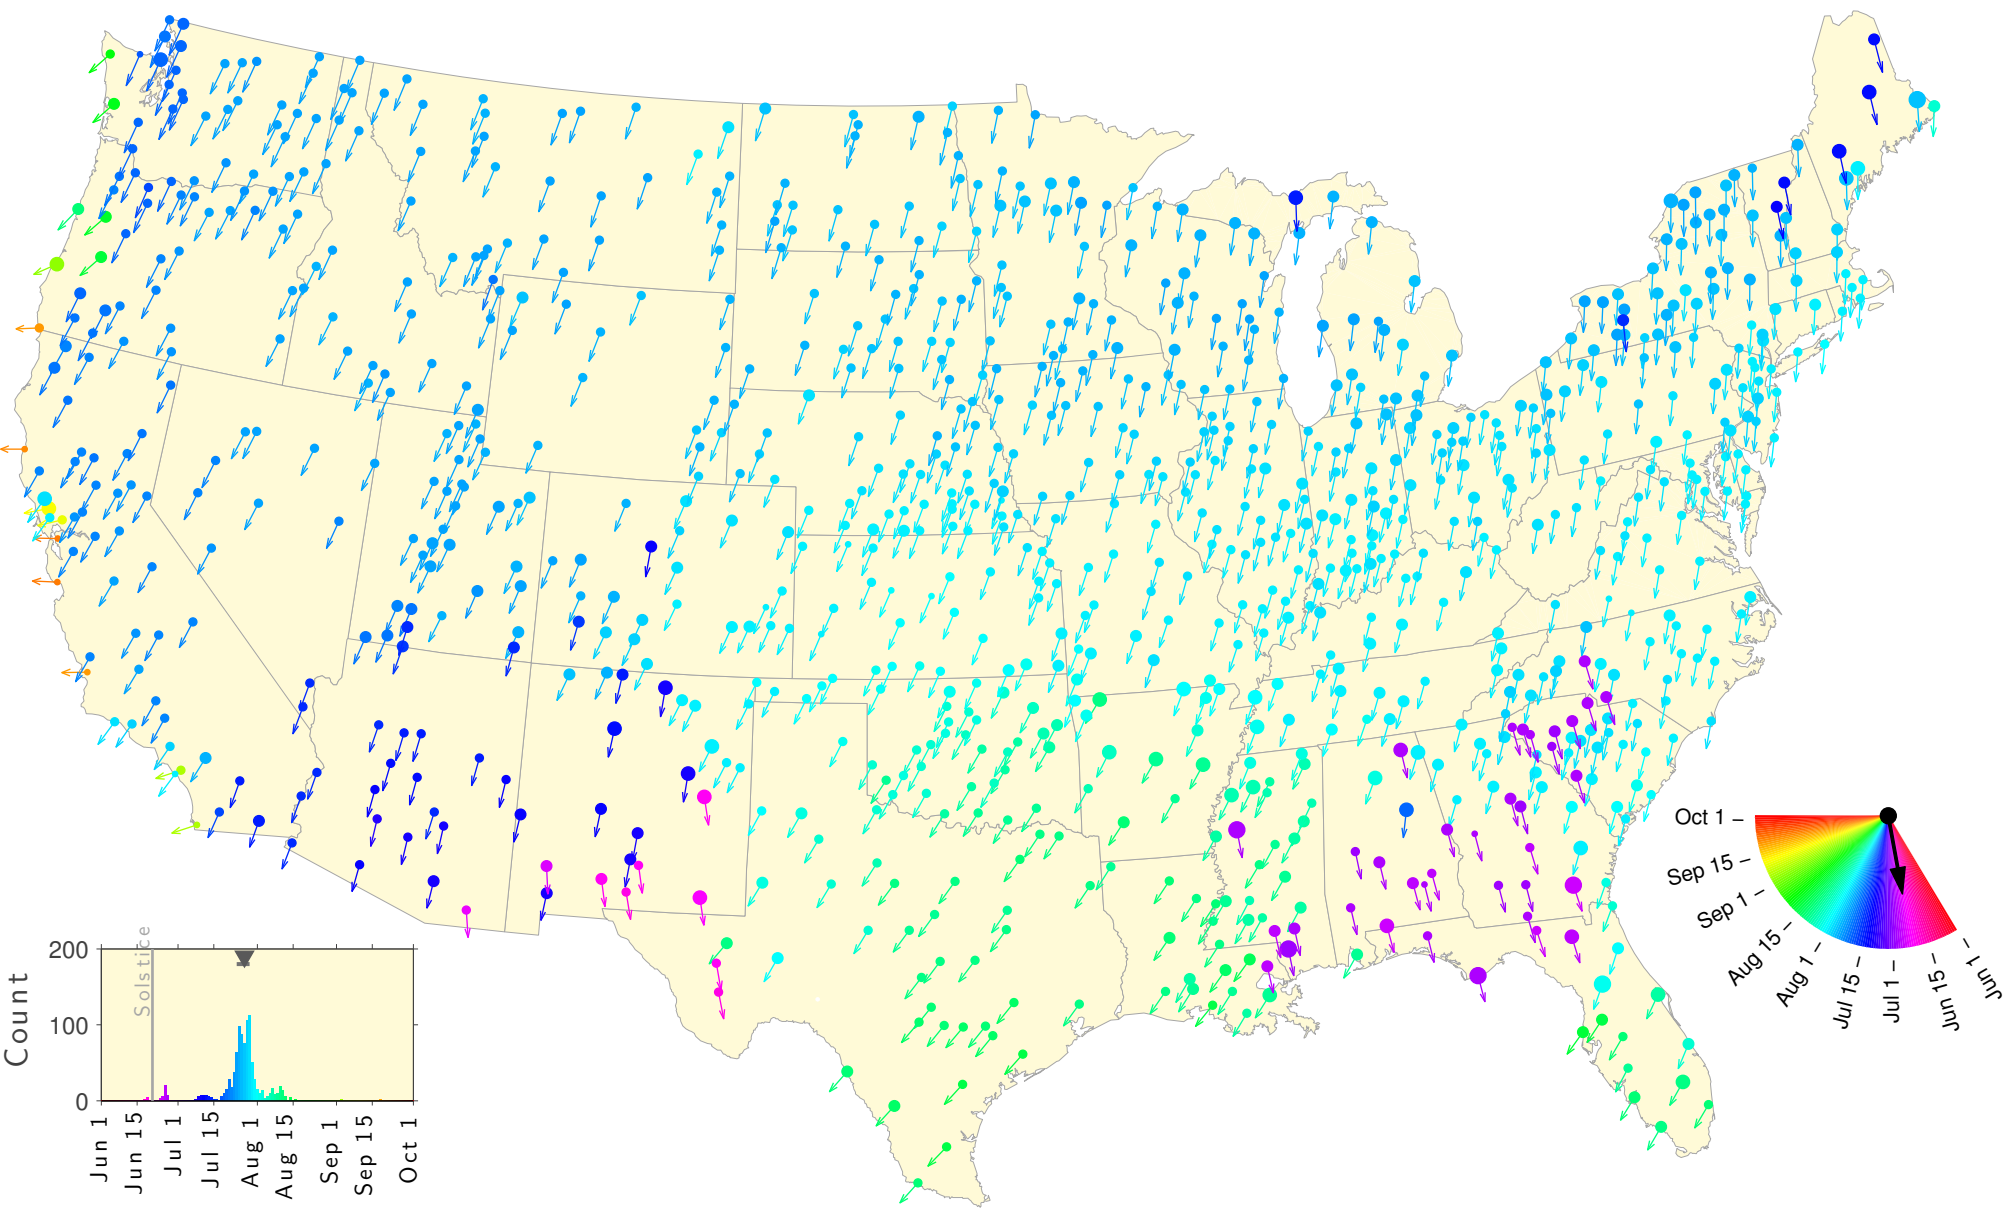 Oct 1 –
Sep 15 –
Sep 1 –
Aug 15 –
Aug 1 –
Jul 15 –
Jul 1 –
Jun 15 –
Jun 1 –
Solstice
Count
200
100
0
Jun 1
Jun 15
Jul 1
Jul 15
Aug 1
Aug 15
Sep 1
Sep 15
Oct 1